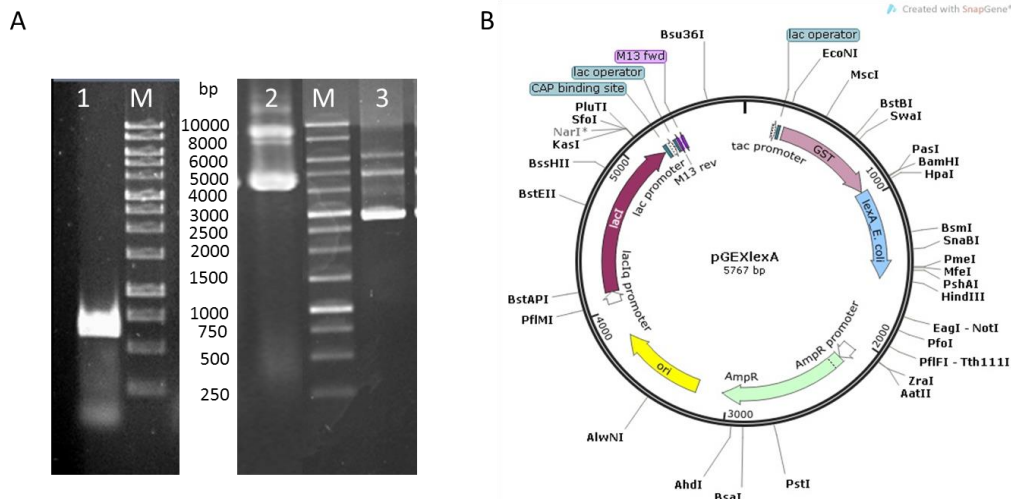 A
1
M
2
M
3
bp
10000
8000
6000
5000
4000
3000
2500
2000
1500
1000
750
500
250
B
Created with SnapGene®
Bsu36I
lac operator
M13 fwd
EcoNI
lac operator
MscI
CAP binding site
PluTI
BstBI
SfoI
SwaI
NarI*
KasI
tac promoter
GST
PasI
BamHI
HpaI
BssHII
5000
lac promoter
M13 rev
1000
BstEII
lacI
lexA E. coli
BsmI
SnaBI
pGEXlexA
5767 bp
PmeI
MfeI
PshAI
HindIII
lacIq promoter
BstAPI
PflMI
4000
EagI - NotI
PfoI
2000
PflFI - Tth111I
AmpR promoter
ori
AmpR
ZraI
AatII
3000
AlwNI
AhdI
PstI
BsaI